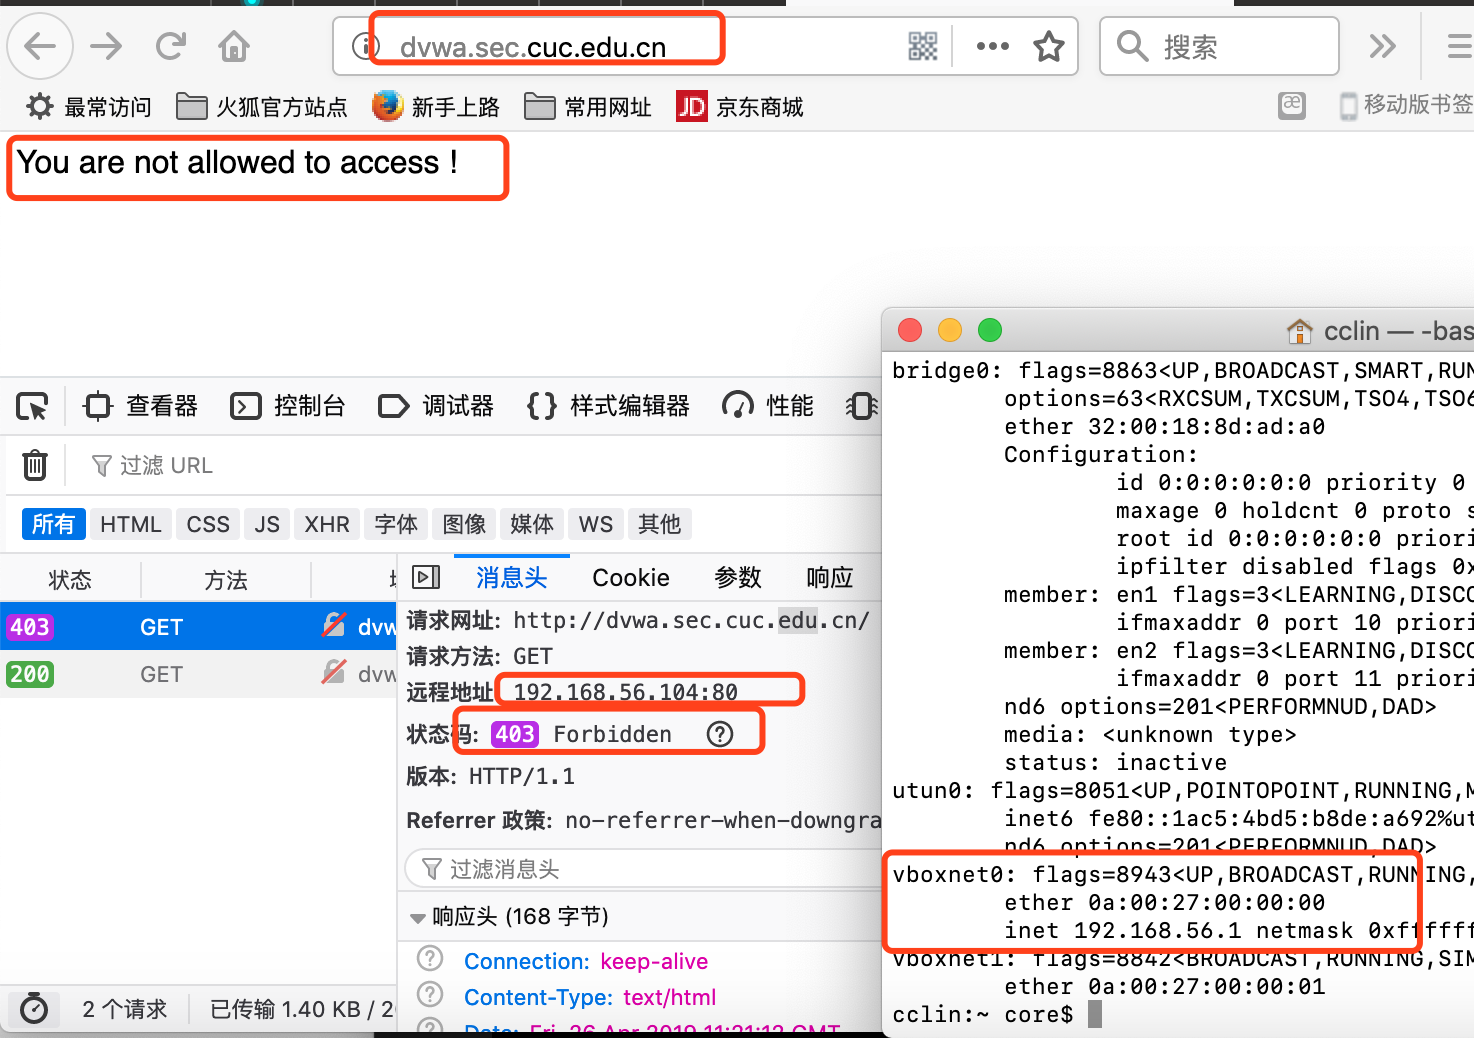 dvwa.sec.cuc.edu.cn
搜索
最常访问 火狐官方站点 新手上路 常用网址 JD 京东商城 移动版书签
You are not allowed to access !
查看器 控制台 调试器 样式编辑器 性能
过滤 URL
所有 HTML CSS JS XHR 字体 图像 媒体 WS 其他
状态 方法
403 GET dvw
200 GET dvw
2 个请求 已传输 1.40 KB / 2
消息头 Cookie 参数 响应
请求网址: http://dvwa.sec.cuc.edu.cn/
请求方法: GET
远程地址 192.168.56.104:80
状态码: 403 Forbidden
版本: HTTP/1.1
Referrer 政策: no-referrer-when-downgra
过滤消息头
响应头 (168 字节)
Connection: keep-alive
Content-Type: text/html
Date: Fri, 26 Apr 2019 11:21:12 GMT
cclin — -bas
bridge0: flags=8863<UP,BROADCAST,SMART,RUN
options=63<RXCSUM,TXCSUM,TSO4,TSO6
ether 32:00:18:8d:ad:a0
Configuration:
id 0:0:0:0:0:0 priority 0
maxage 0 holdcnt 0 proto s
root id 0:0:0:0:0:0 priori
ipfilter disabled flags 0x
member: en1 flags=3<LEARNING,DISCO
ifmaxaddr 0 port 10 priori
member: en2 flags=3<LEARNING,DISCO
ifmaxaddr 0 port 11 priori
nd6 options=201<PERFORMNUD,DAD>
media: <unknown type>
status: inactive
utun0: flags=8051<UP,POINTOPOINT,RUNNING,M
inet6 fe80::1ac5:4bd5:b8de:a692%ut
nd6 options=201<PERFORMNUD,DAD>
vboxnet0: flags=8943<UP,BROADCAST,RUNNING,
ether 0a:00:27:00:00:00
inet 192.168.56.1 netmask 0xffffff
vboxnet1: flags=8842<BROADCAST,RUNNING,SIM
ether 0a:00:27:00:00:01
cclin:~ core$